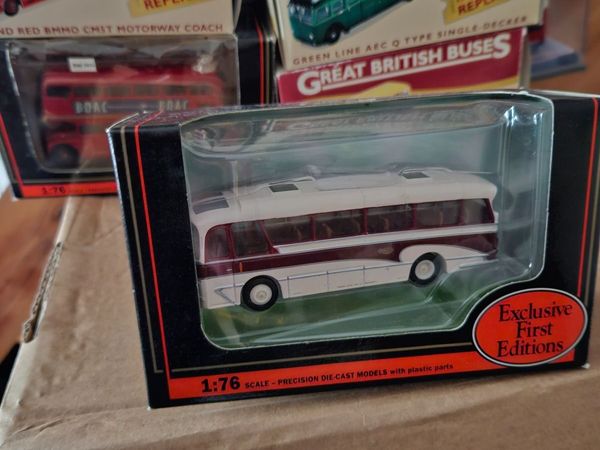 REPLI
ND RED BMMO CM5T MOTORWAY COACH
REPL
GREEN LINE AEC Q TYPE SINGLE-DECKER
GREAT BRITISH BUSES
BOAC BOAC
1:76
Exclusive
First
Editions
1:76 SCALE – PRECISION DIE-CAST MODELS with plastic parts